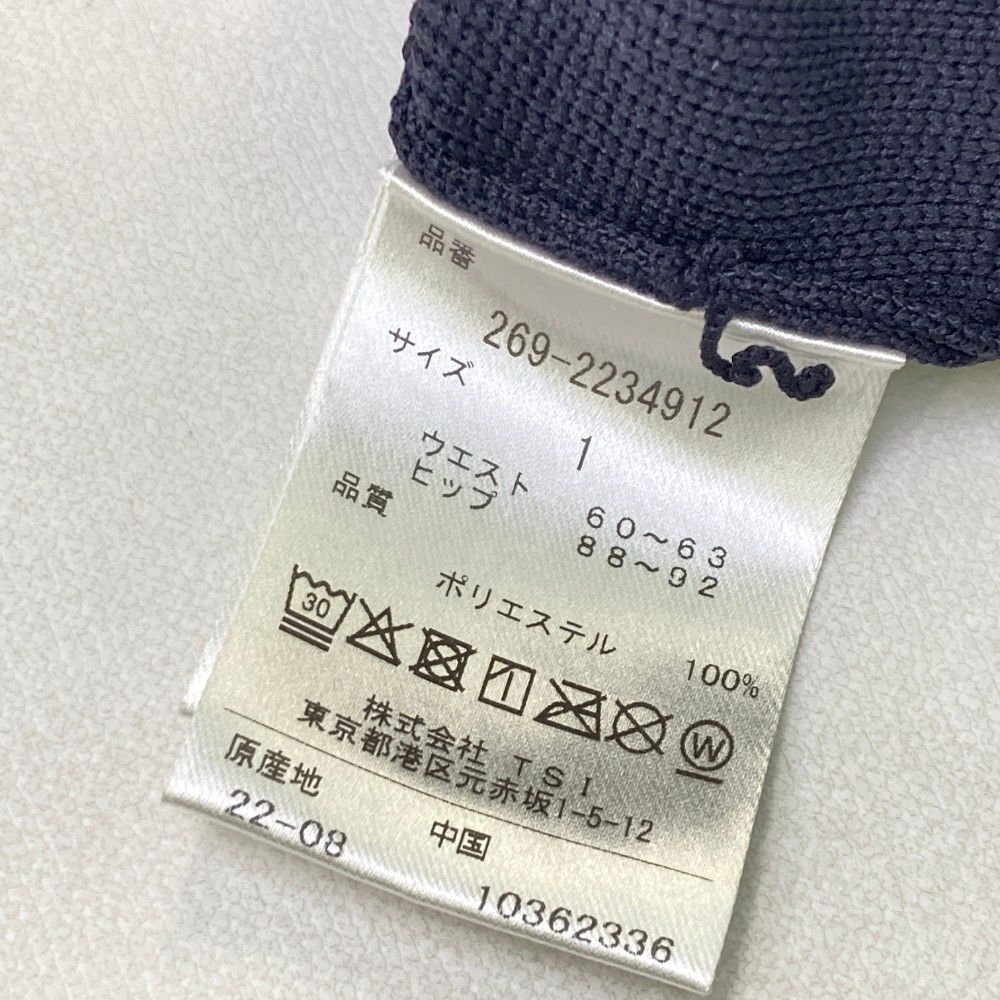 品番
269-2234912
サイズ
1
ウエスト 60~63
ヒップ 88~92
品質
ポリエステル 100%
30
W
株式会社 TSI
東京都港区元赤坂1-5-12
原産地
中国
22-08
10362336